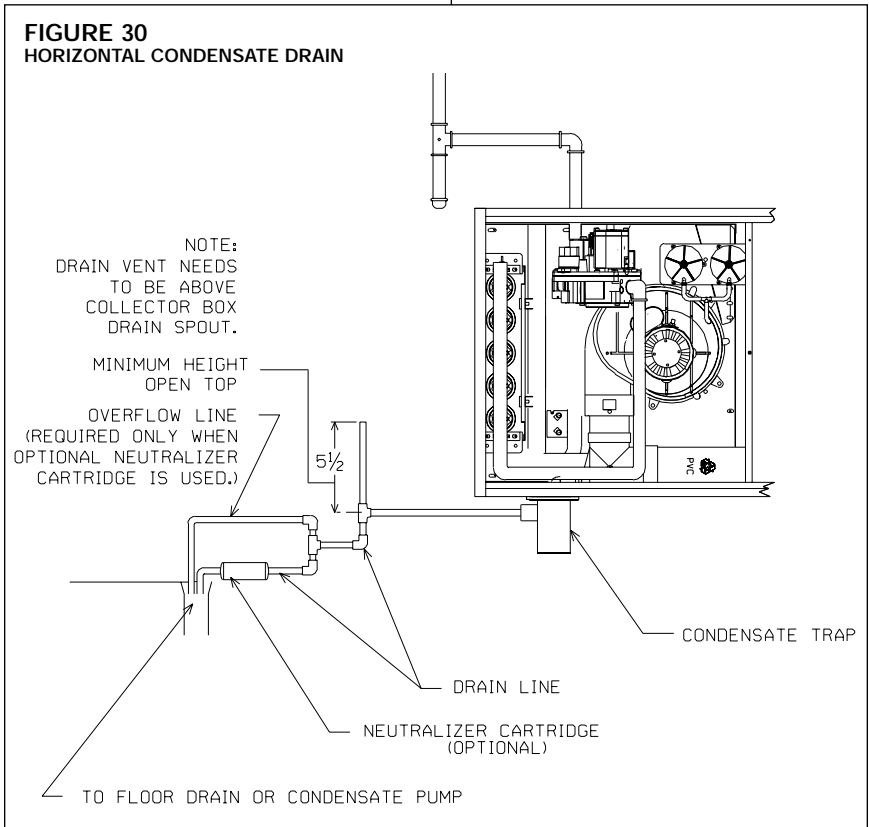 FIGURE 30
HORIZONTAL CONDENSATE DRAIN
NOTE:
DRAIN VENT NEEDS
TO BE ABOVE
COLLECTOR BOX
DRAIN SPOUT.
MINIMUM HEIGHT
OPEN TOP
OVERFLOW LINE
(REQUIRED ONLY WHEN
OPTIONAL NEUTRALIZER
CARTRIDGE IS USED.)
5½
PVC
CONDENSATE TRAP
DRAIN LINE
NEUTRALIZER CARTRIDGE
(OPTIONAL)
TO FLOOR DRAIN OR CONDENSATE PUMP